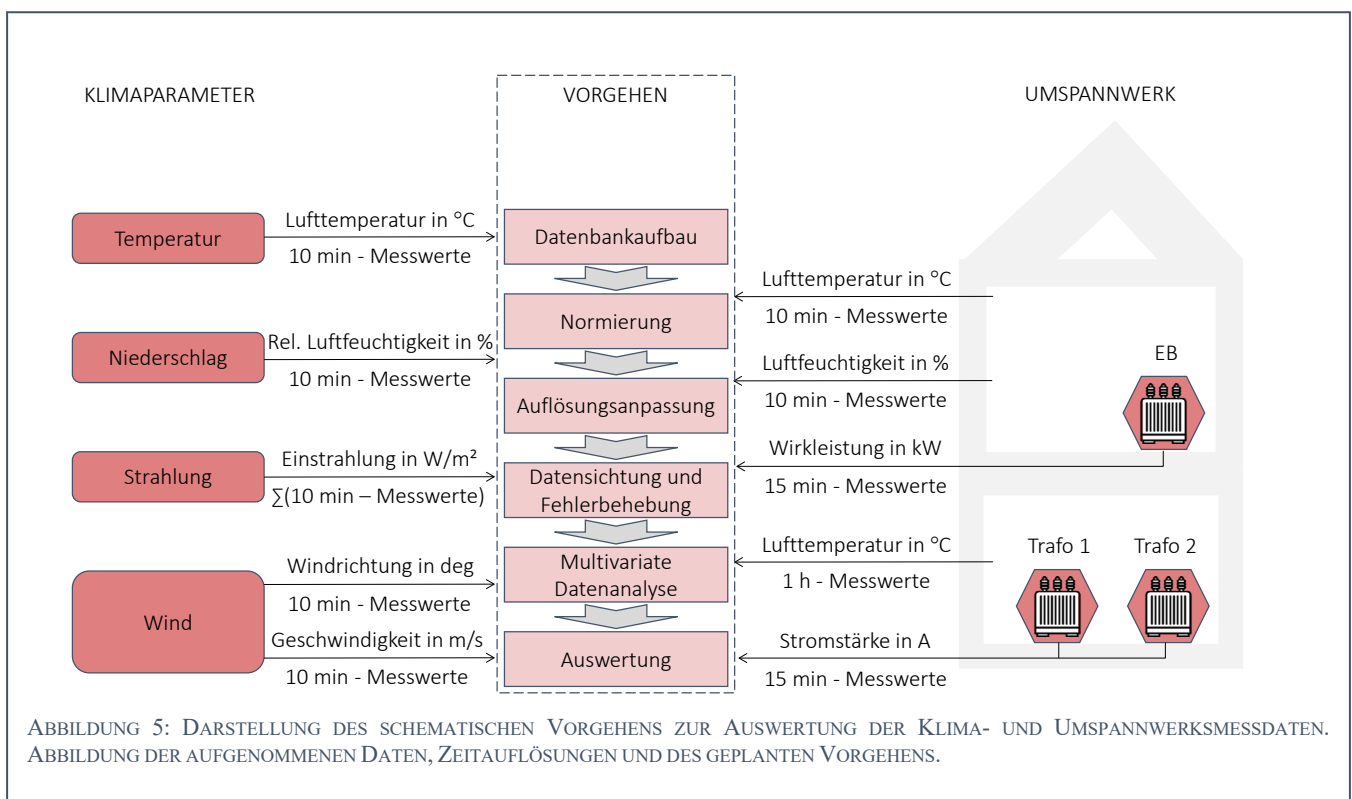 KLIMAPARAMETER
VORGEHEN
UMSPANNWERK
Temperatur
Lufttemperatur in °C
10 min - Messwerte
Niederschlag
Rel. Luftfeuchtigkeit in %
10 min - Messwerte
Strahlung
Einstrahlung in W/m²
∑(10 min – Messwerte)
Wind
Windrichtung in deg
10 min - Messwerte
Geschwindigkeit in m/s
10 min - Messwerte
Datenbankaufbau
Normierung
Auflösungsanpassung
Datensichtung und
Fehlerbehebung
Multivariate
Datenanalyse
Auswertung
Lufttemperatur in °C
10 min - Messwerte
Luftfeuchtigkeit in %
10 min - Messwerte
Wirkleistung in kW
15 min - Messwerte
Lufttemperatur in °C
1 h - Messwerte
Stromstärke in A
15 min - Messwerte
EB
Trafo 1
Trafo 2
ABBILDUNG 5: DARSTELLUNG DES SCHEMATISCHEN VORGEHENS ZUR AUSWERTUNG DER KLIMA- UND UMSPANNWERKSMESSDATEN.
ABBILDUNG DER AUFGENOMMENEN DATEN, ZEITAUFLÖSUNGEN UND DES GEPLANTEN VORGEHENS.